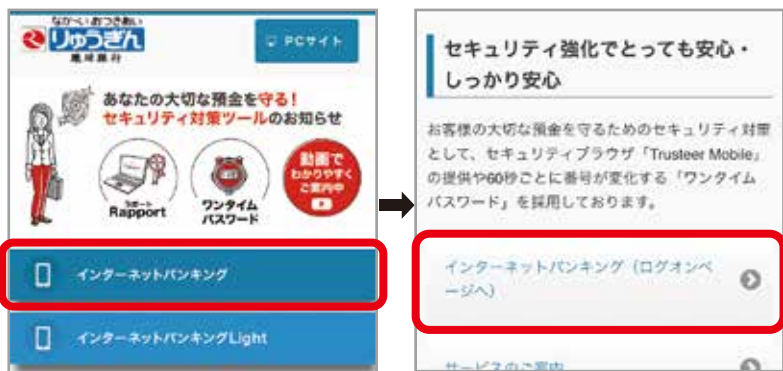 ながーいおつきあい
りゅうぎん
琉球銀行
PCサイト
あなたの大切な預金を守る!
セキュリティ対策ツールのお知らせ
ラポート
Rapport
ワンタイム
パスワード
動画で
わかりやすく
ご案内中
インターネットバンキング
インターネットバンキングLight
セキュリティ強化でとっても安心・
しっかり安心
お客様の大切な預金を守るためのセキュリティ対策
として、セキュリティブラウザ「Trusteer Mobile」
の提供や60秒ごとに番号が変化する「ワンタイム
パスワード」を採用しております。
インターネットバンキング(ログオンペ
ージへ)
サービスのご案内